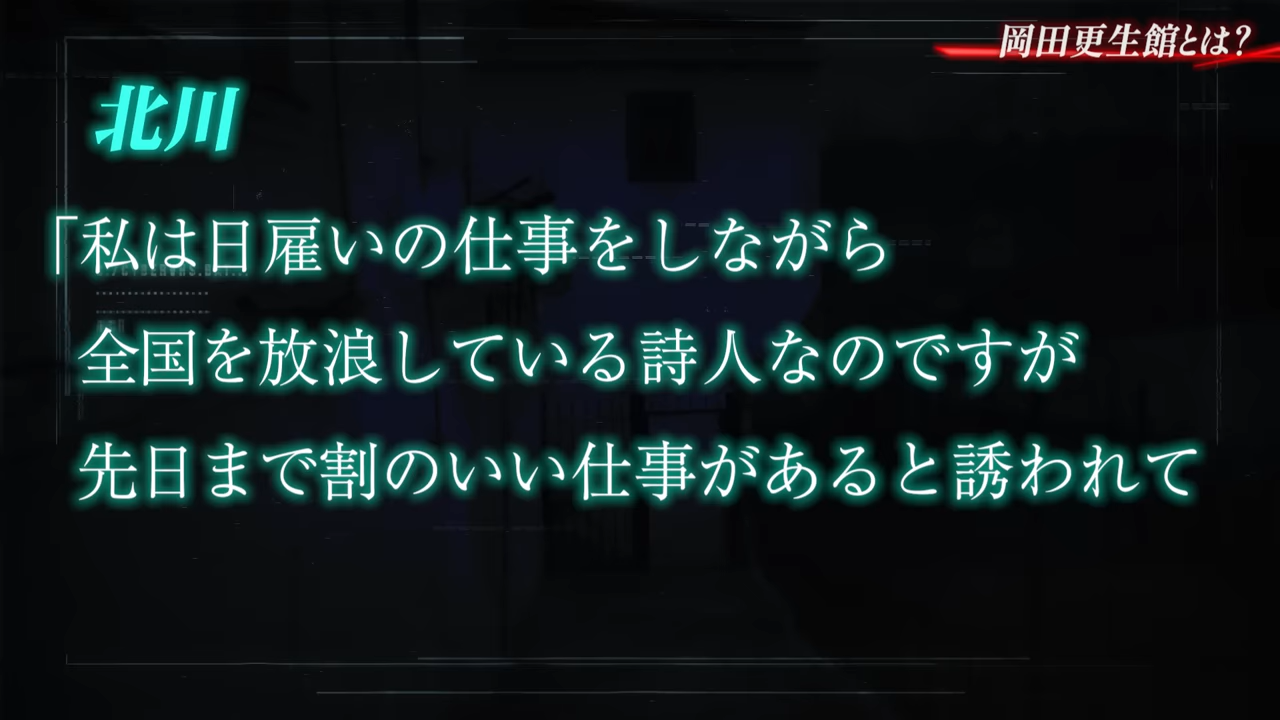 岡田更生館とは？
北川
「私は日雇いの仕事をしながら
全国を放浪している詩人なのですが
先日まで割のいい仕事があると誘われて